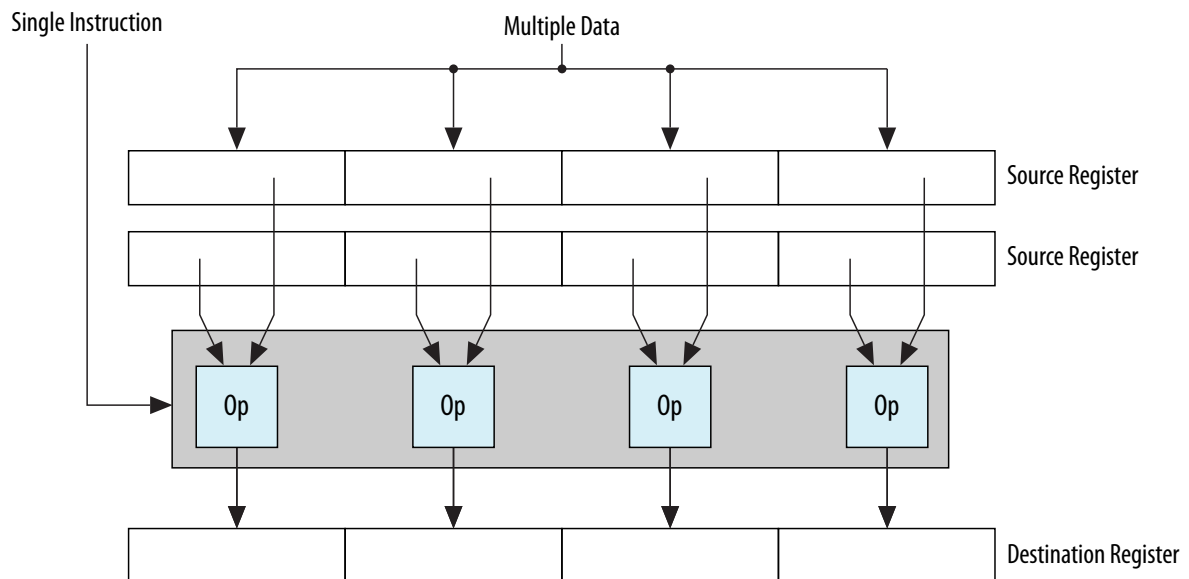 Single Instruction
Multiple Data
Source Register
Source Register
Op Op Op Op
Destination Register